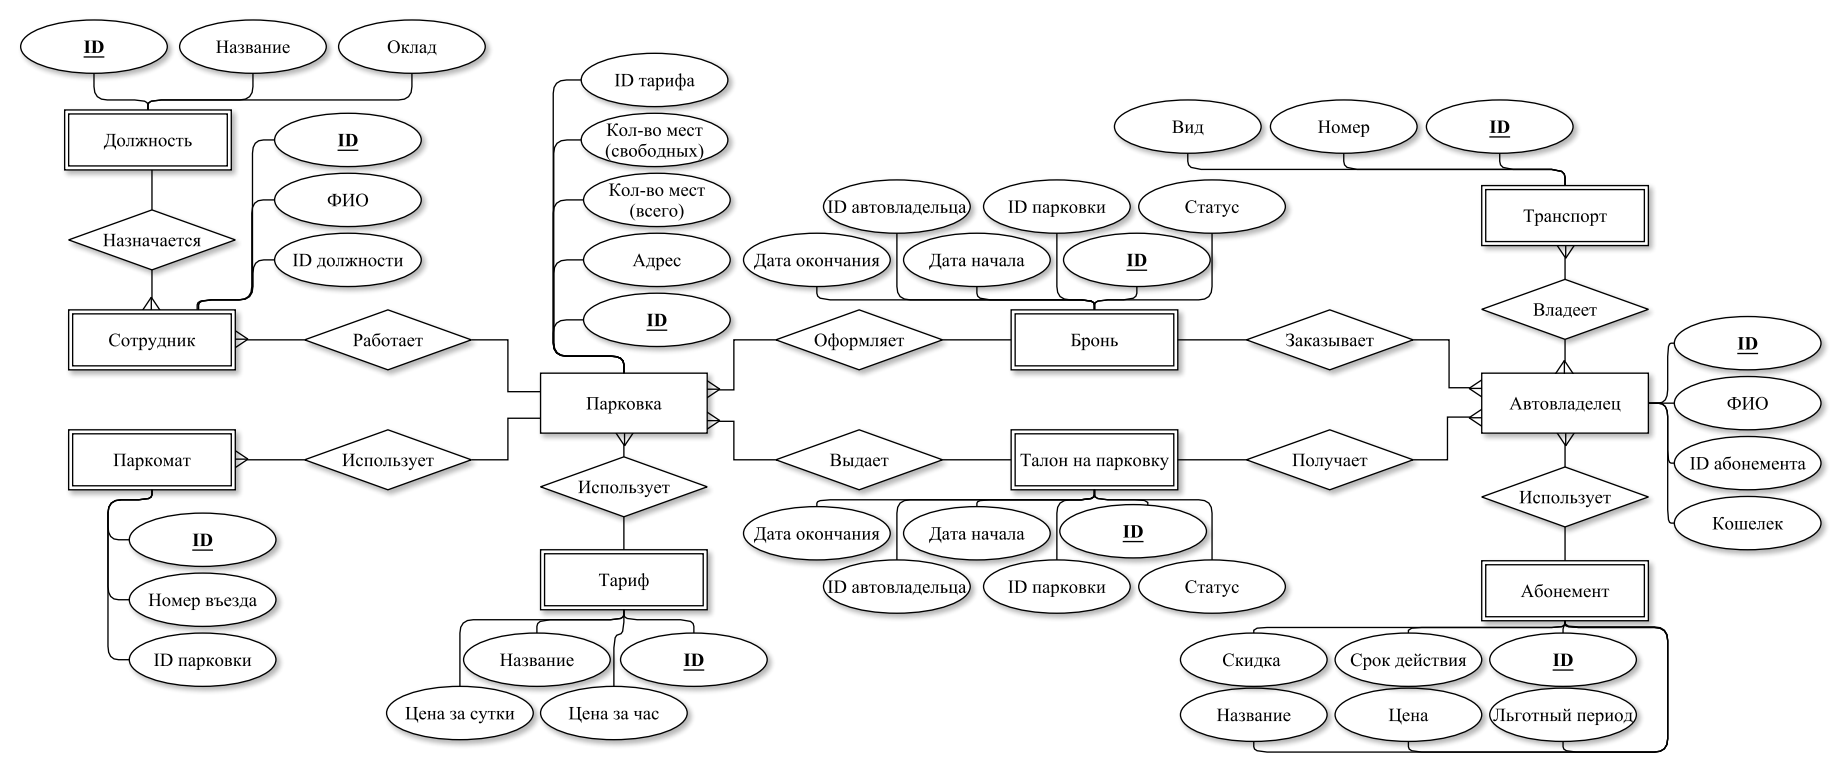 ID
Название
Оклад
Должность
ID
ФИО
ID должности
Назначается
Сотрудник
Работает
Паркомат
Использует
ID
Номер въезда
ID парковки
ID тарифа
Кол-во мест
(свободных)
Кол-во мест
(всего)
Адрес
ID
Парковка
Использует
Тариф
Название
ID
Цена за сутки
Цена за час
ID автовладельца
ID парковки
Статус
Дата окончания
Дата начала
ID
Оформляет
Бронь
Заказывает
Выдает
Талон на парковку
Получает
Дата окончания
Дата начала
ID
ID автовладельца
ID парковки
Статус
Вид
Номер
ID
Транспорт
Владеет
Автовладелец
ID
ФИО
ID абонемента
Кошелек
Использует
Абонемент
Скидка
Срок действия
ID
Название
Цена
Льготный период